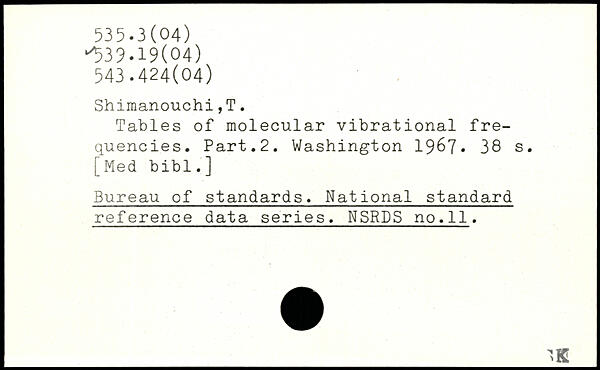 535.3(04)
✓539.19(04)
543.424(04)
Shimanouchi,T.
Tables of molecular vibrational fre-
quencies. Part.2. Washington 1967. 38 s.
[Med bibl.]
Bureau of standards. National standard
reference data series. NSRDS no.11.
K